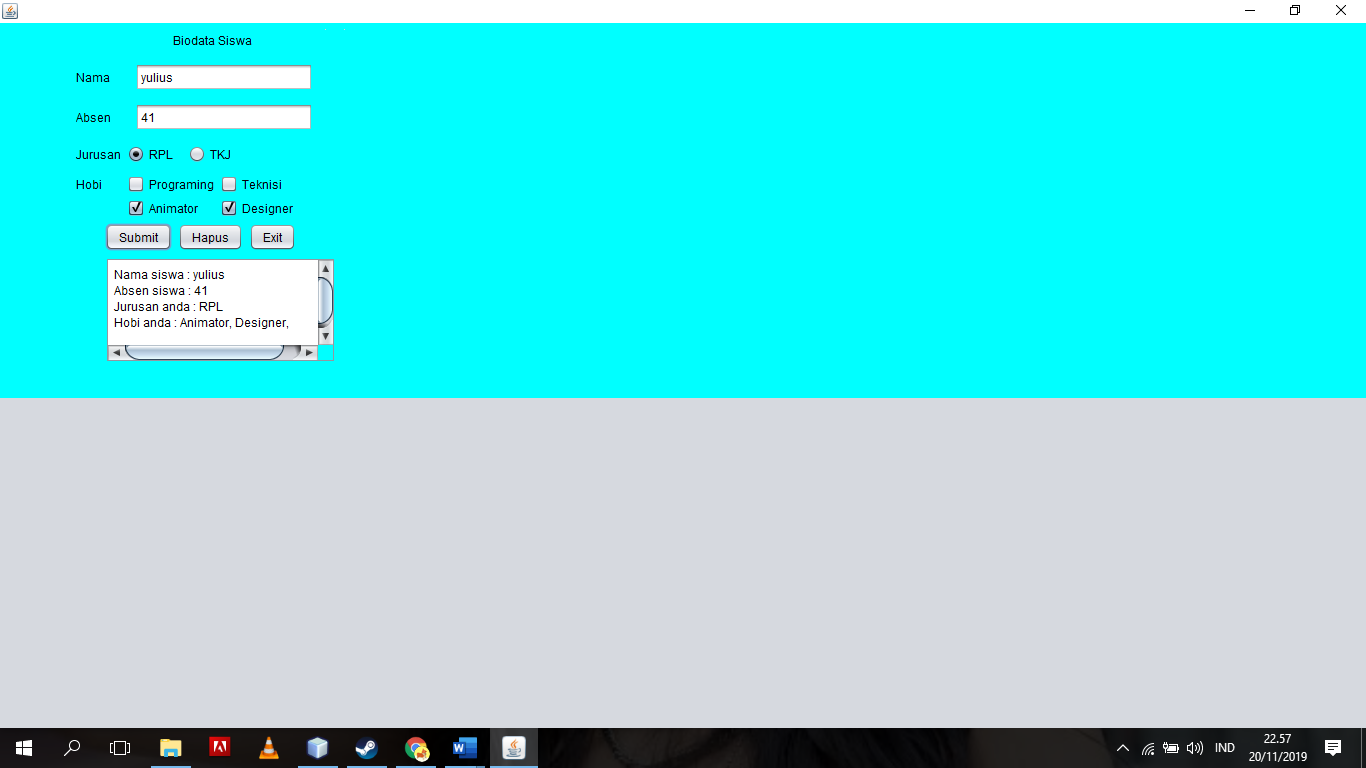 Biodata Siswa
Nama yulius
Absen 41
Jurusan RPL TKJ
Hobi Programing Teknisi
Animator Designer
Submit Hapus Exit
Nama siswa : yulius
Absen siswa : 41
Jurusan anda : RPL
Hobi anda : Animator, Designer,
IND
22.57
20/11/2019